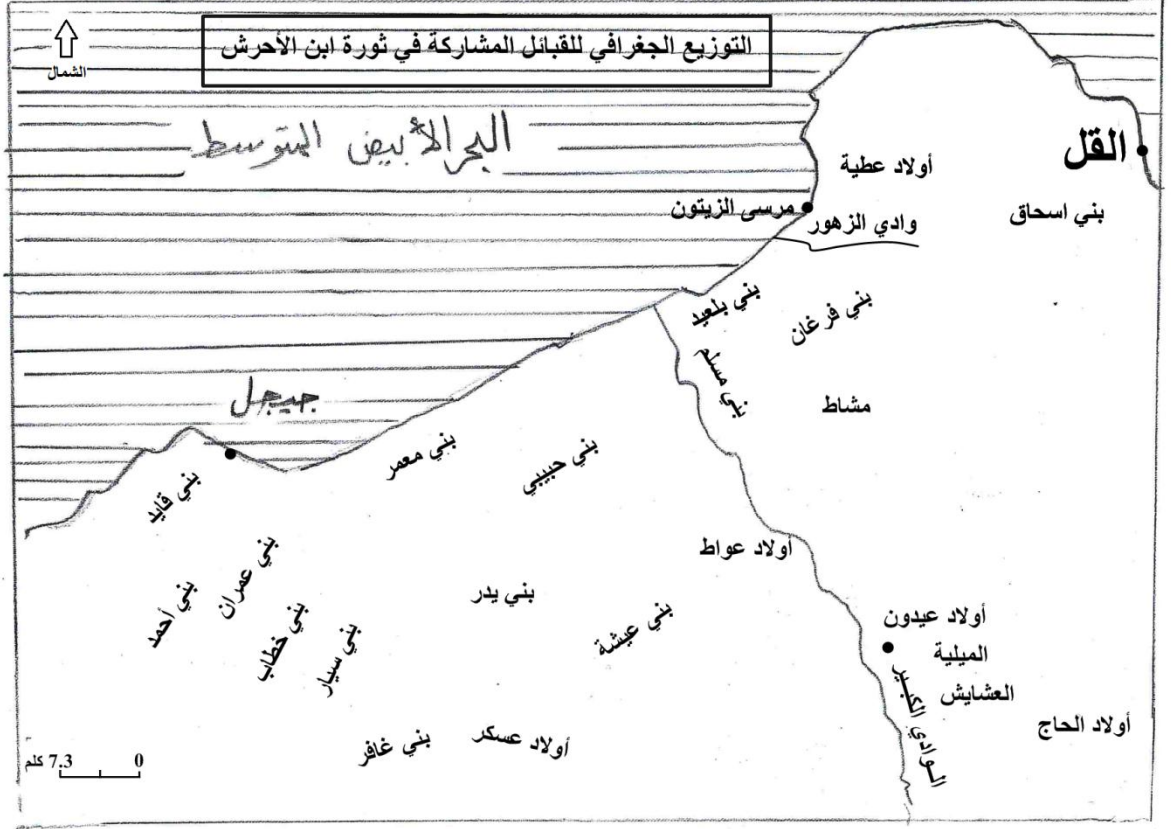 التوزيع الجغرافي للقبائل المشاركة في ثورة ابن الأحرش
الشمال
البحر الأبيض المتوسط
القل
أولاد عطية
مرسى الزيتون
وادي الزهور
بني اسحاق
بني بلعيد
بني فرغان
بني مسلم
مشاط
جيجل
بني معمر
بني حبيبي
بني قايد
أولاد عواط
بني عمران
بني أحمد
بني خطاب
بني سيار
بني يدر
بني عيشة
أولاد عيدون
الميلية
العشايش
الوادي الكبير
أولاد الحاج
أولاد عسكر
بني غافر
0
7.3 كلم